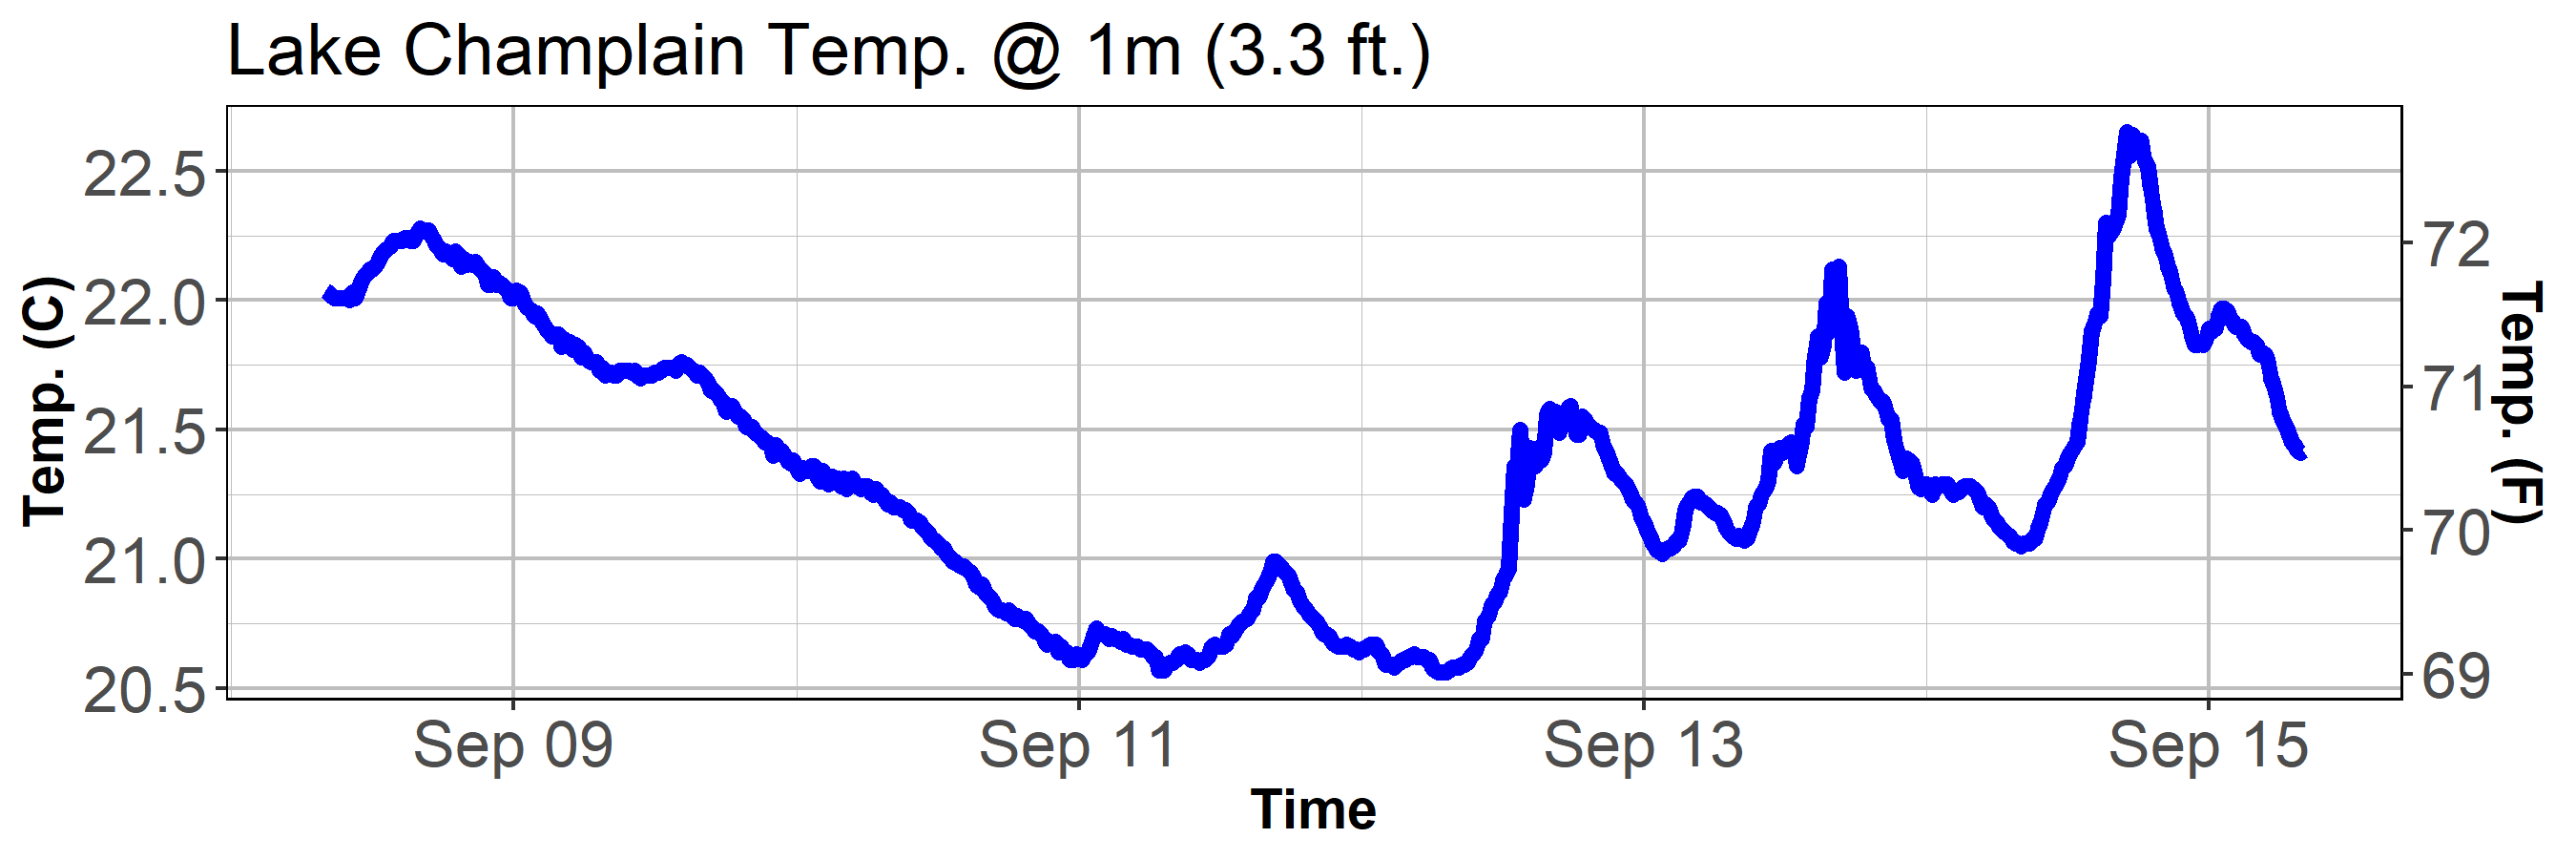 Lake Champlain Temp. @ 1m (3.3 ft.)
Temp. (C)
22.5
22.0
21.5
21.0
20.5
72
71
70
69
Temp. (F)
Sep 09 Sep 11 Sep 13 Sep 15
Time